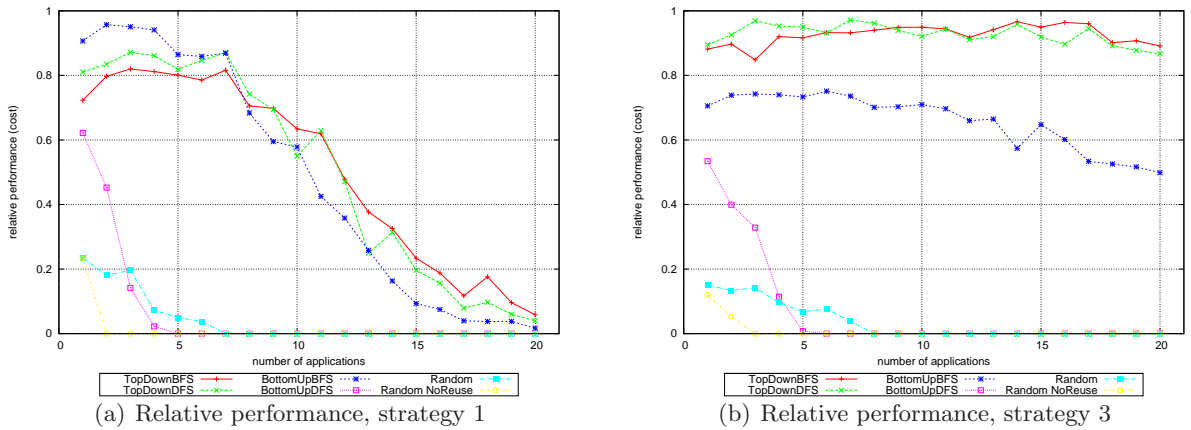 relative performance (cost)
1
0.8
0.6
0.4
0.2
0
0 5 10 15 20
number of applications
TopDownBFS BottomUpBFS Random
TopDownDFS BottomUpDFS Random NoReuse
(a) Relative performance, strategy 1
relative performance (cost)
1
0.8
0.6
0.4
0.2
0
0 5 10 15 20
number of applications
TopDownBFS BottomUpBFS Random
TopDownDFS BottomUpDFS Random NoReuse
(b) Relative performance, strategy 3